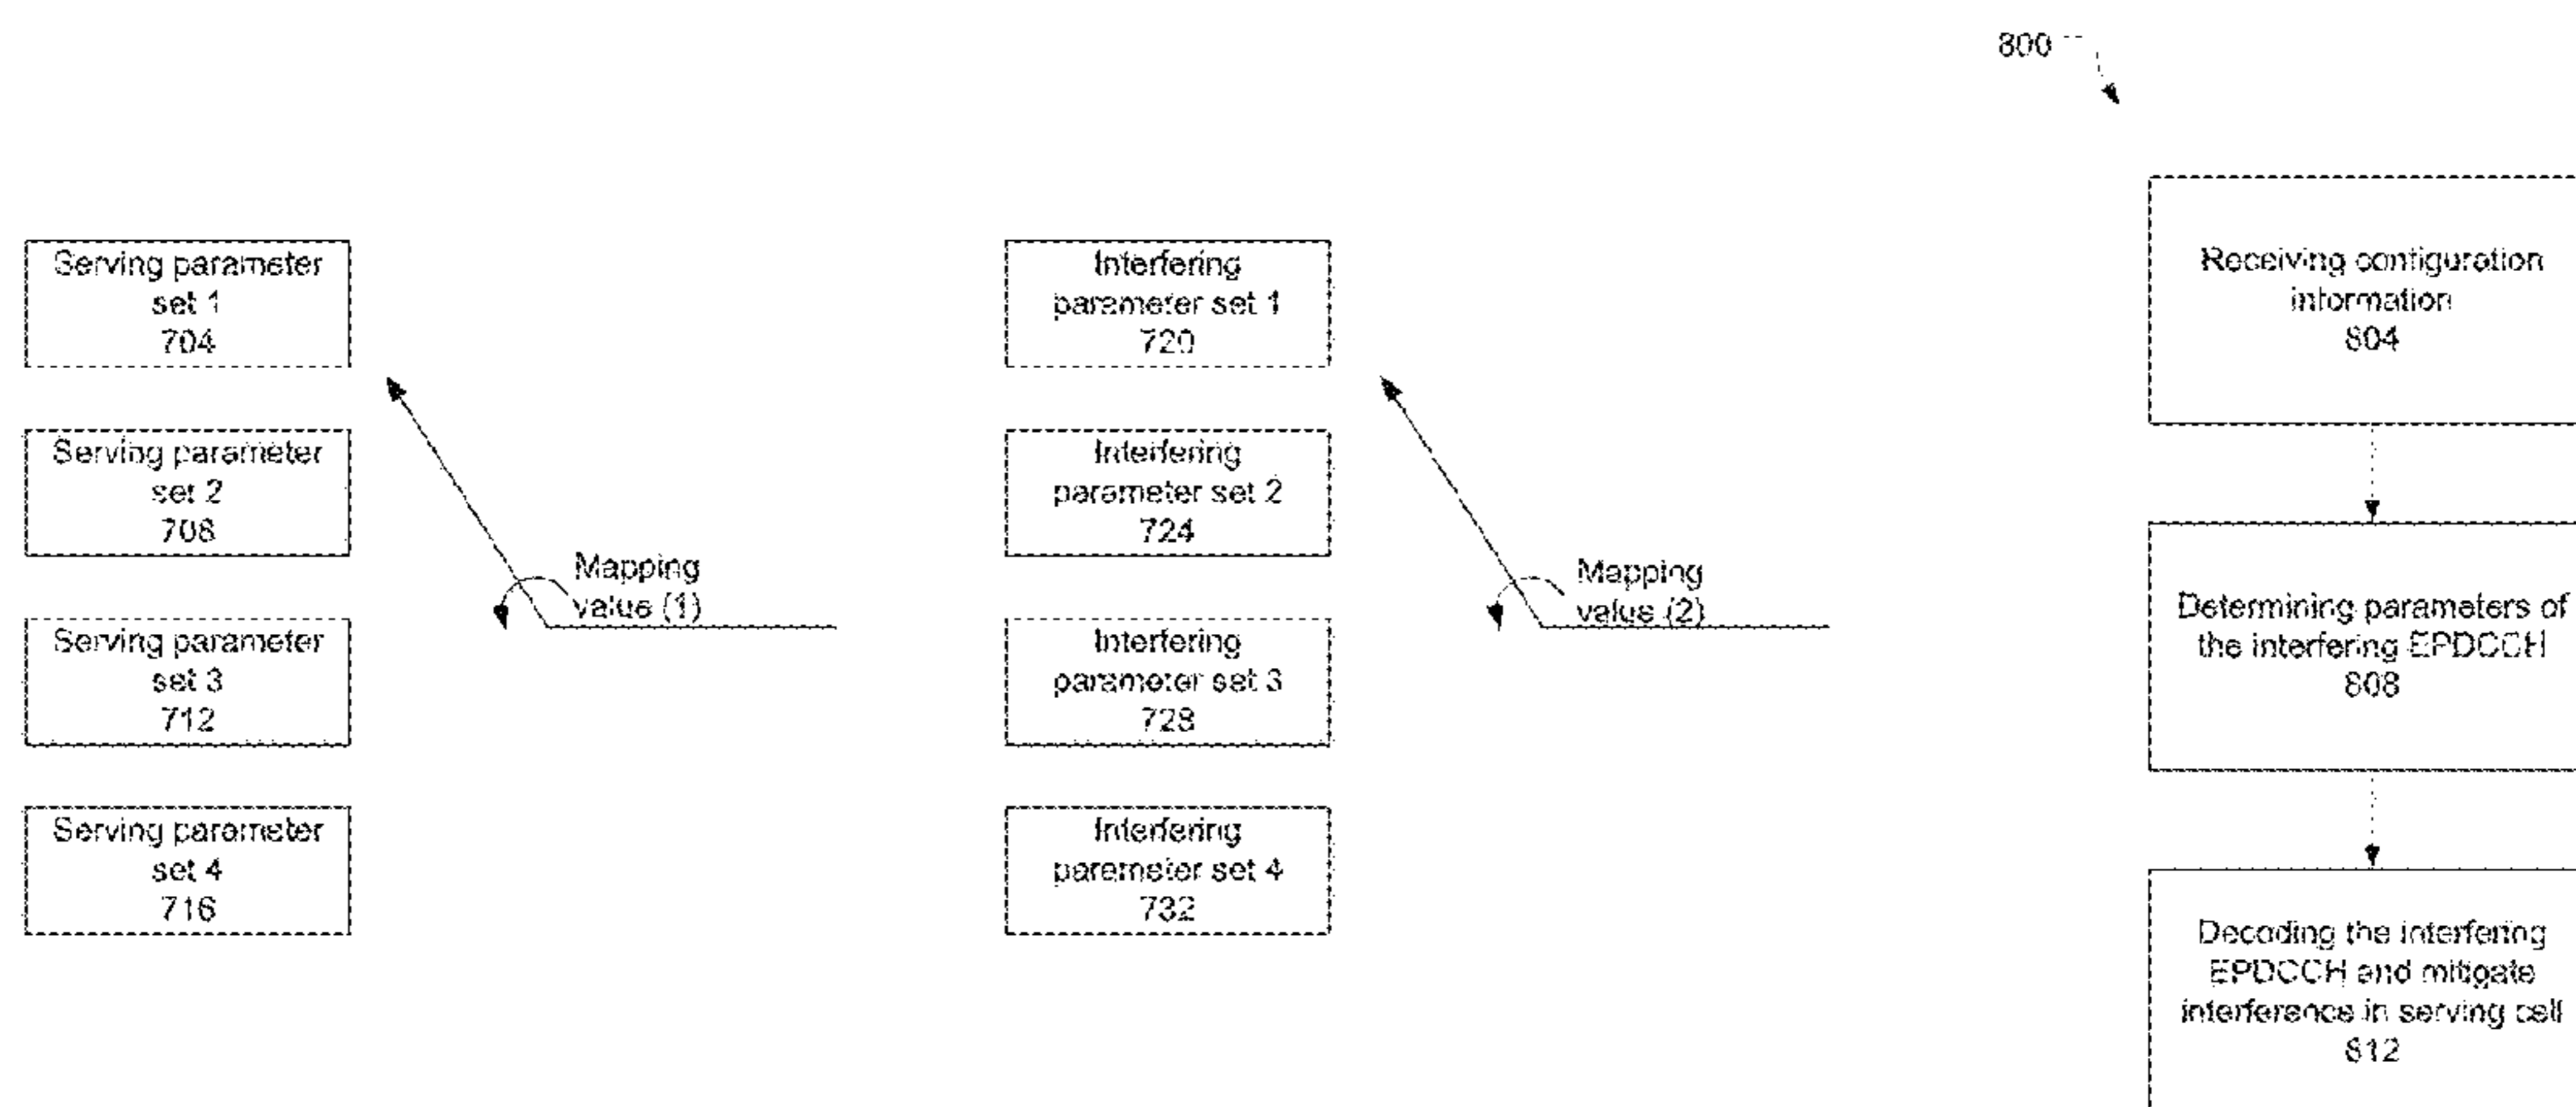 800
Serving parameter
set 1
704
Serving parameter
set 2
708
Serving parameter
set 3
712
Serving parameter
set 4
716
Mapping
value (1)
Interfering
parameter set 1
720
Interfering
parameter set 2
724
Interfering
parameter set 3
728
Interfering
parameter set 4
732
Mapping
value (2)
Receiving configuration
information
804
Determining parameters of
the interfering EPDCCH
808
Decoding the interfering
EPDCCH and mitigate
interference in serving cell
812